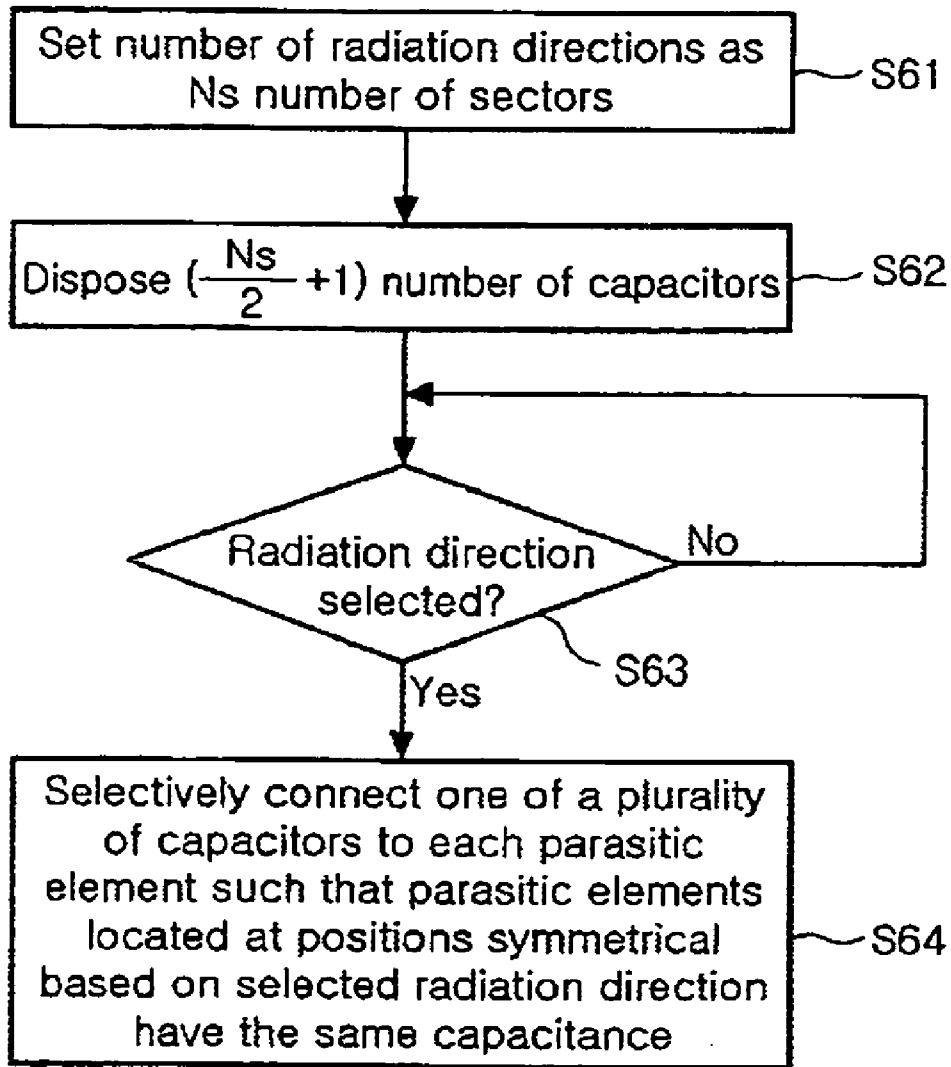 Set number of radiation directions as
Ns number of sectors
S61
Dispose (Ns/2 +1) number of capacitors
S62
Radiation direction
selected?
No
S63
Yes
Selectively connect one of a plurality
of capacitors to each parasitic
element such that parasitic elements
located at positions symmetrical
based on selected radiation direction
have the same capacitance
S64